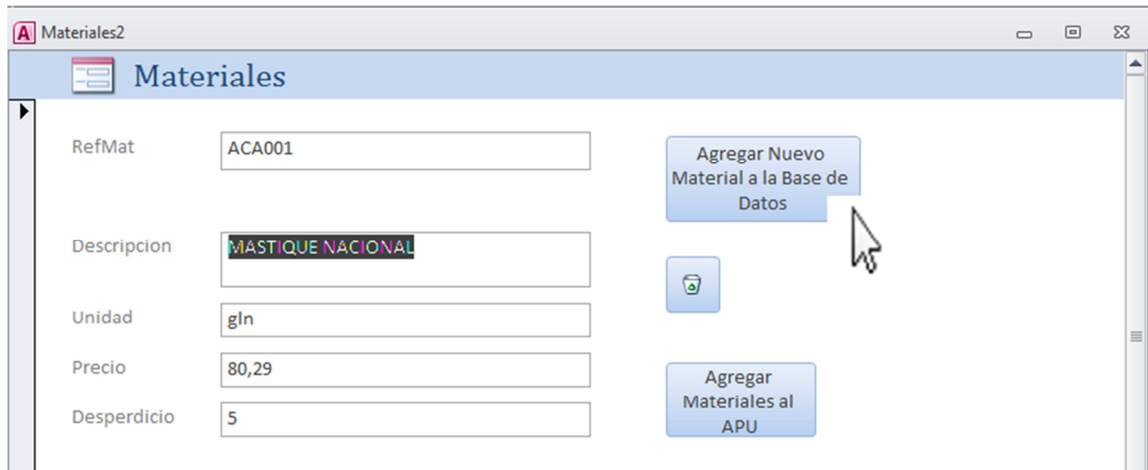 Materiales2
Materiales
RefMat
ACA001
Agregar Nuevo
Material a la Base de
Datos
Descripcion
MASTIQUE NACIONAL
Unidad
gln
Precio
80,29
Agregar
Materiales al
APU
Desperdicio
5